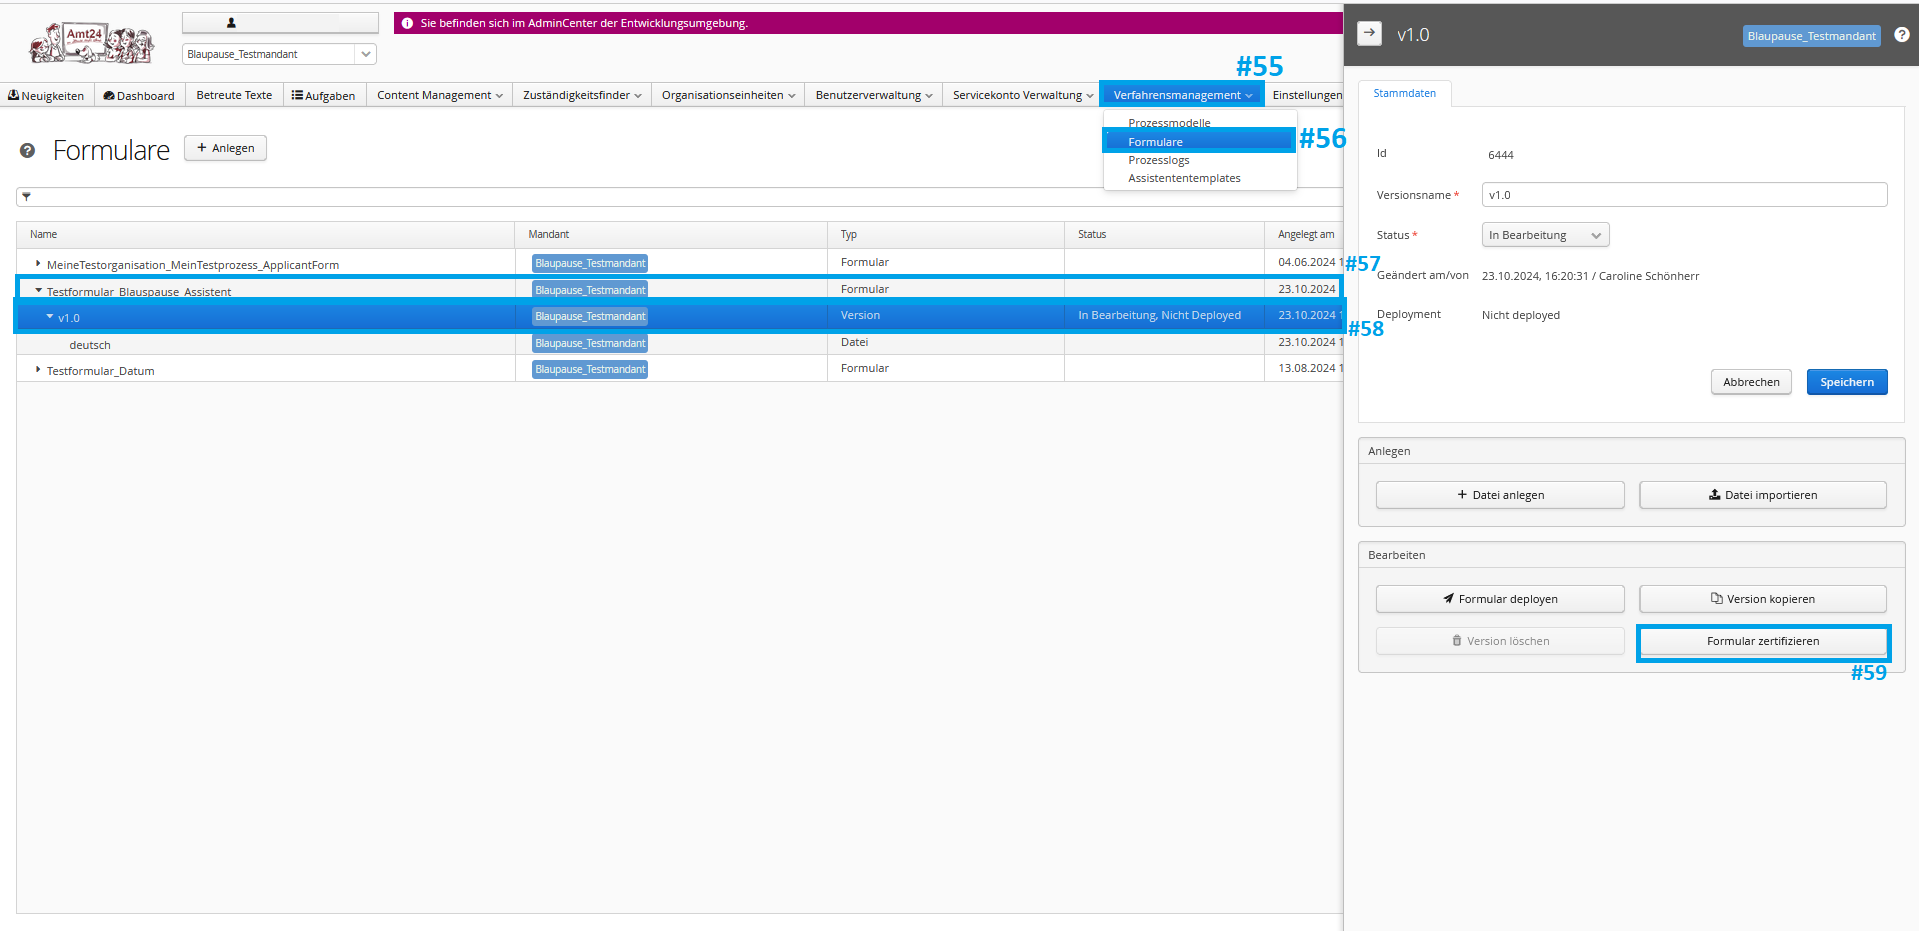 Amt24
Blaupause_Testmandant
Sie befinden sich im AdminCenter der Entwicklungsumgebung.
v1.0
Blaupause_Testmandant
#55
Neuigkeiten
Dashboard
Betreute Texte
Aufgaben
Content Management
Zuständigkeitsfinder
Organisationseinheiten
Benutzerverwaltung
Servicekonto Verwaltung
Verfahrensmanagement
Einstellungen
Prozessmodelle
Formulare
#56
Prozesslogs
Assistententemplates
Formulare
+ Anlegen
Name Mandant Typ Status Angelegt am
MeineTestorganisation_MeinTestprozess_ApplicantForm Blaupause_Testmandant Formular 04.06.2024 1
Testformular_Blauspause_Assistent Blaupause_Testmandant Formular 23.10.2024
#57
v1.0 Blaupause_Testmandant Version In Bearbeitung, Nicht Deployed 23.10.2024 1
#58
deutsch Blaupause_Testmandant Datei 23.10.2024 1
Testformular_Datum Blaupause_Testmandant Formular 13.08.2024 1
Stammdaten
Id 6444
Versionsname * v1.0
Status * In Bearbeitung
Geändert am/von 23.10.2024, 16:20:31 / Caroline Schönherr
Deployment Nicht deployed
Abbrechen Speichern
Anlegen
+ Datei anlegen Datei importieren
Bearbeiten
Formular deployen Version kopieren
Version löschen Formular zertifizieren
#59